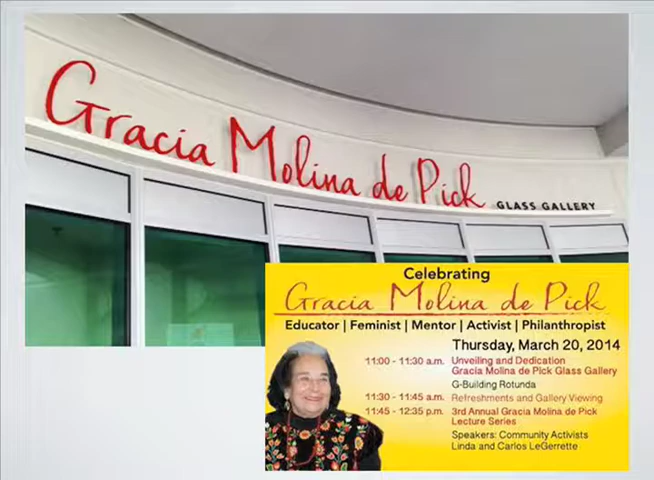 Gracia Molina de Pick GLASS GALLERY
Celebrating
Gracia Molina de Pick
Educator | Feminist | Mentor | Activist | Philanthropist
Thursday, March 20, 2014
11:00 - 11:30 a.m. Unveiling and Dedication
Gracia Molina de Pick Glass Gallery
G-Building Rotunda
11:30 - 11:45 a.m. Refreshments and Gallery Viewing
11:45 - 12:35 p.m. 3rd Annual Gracia Molina de Pick
Lecture Series
Speakers: Community Activists
Linda and Carlos LeGerrette